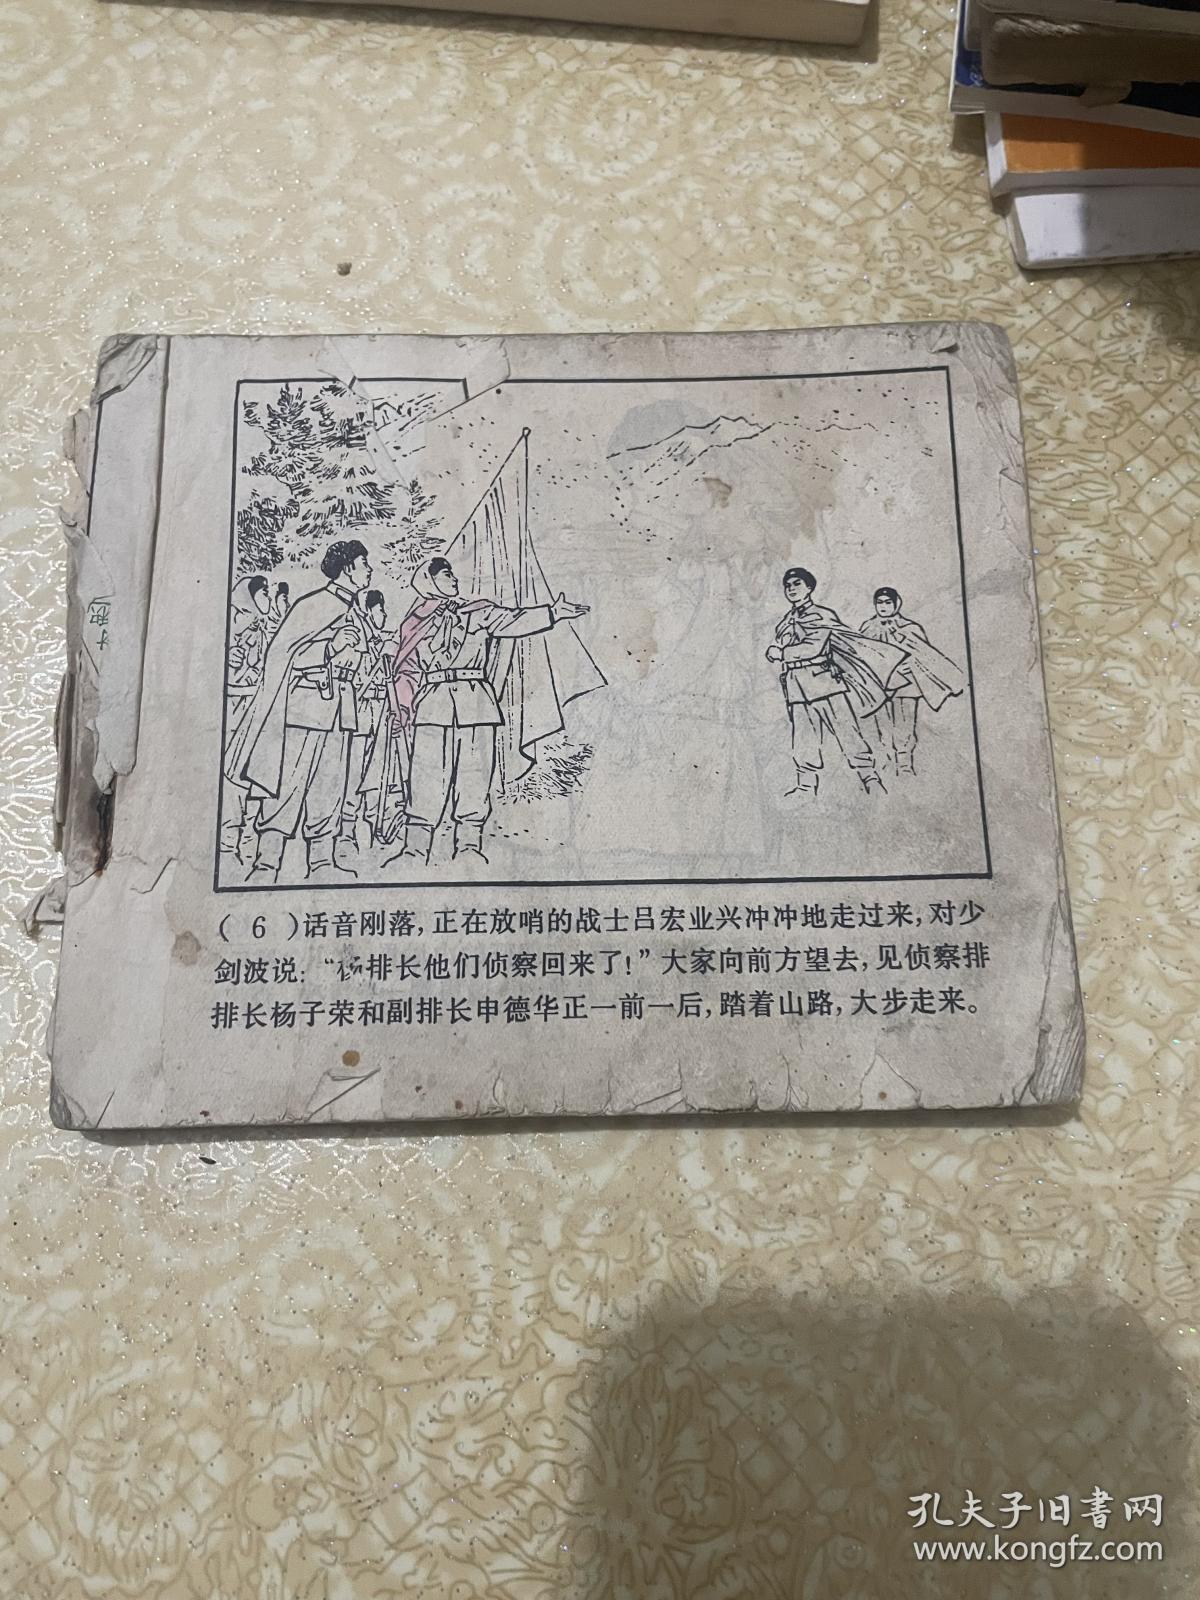 (6)话音刚落,正在放哨的战士吕宏业兴冲冲地走过来,对少
剑波说:“杨排长他们侦察回来了!”大家向前方望去,见侦察排
排长杨子荣和副排长申德华正一前一后,踏着山路,大步走来。
孔夫子旧書网
www.kongfz.com